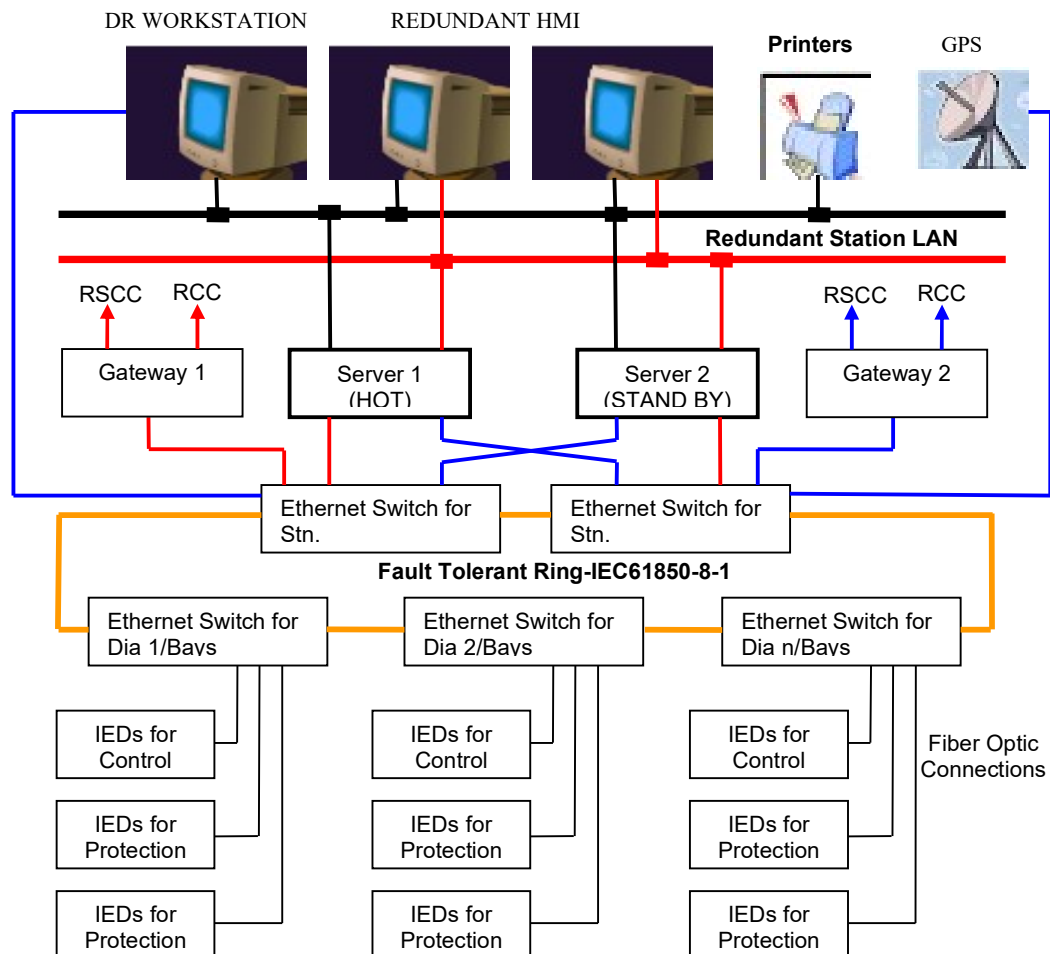 DR WORKSTATION
REDUNDANT HMI
Printers
GPS
Redundant Station LAN
RSCC
RCC
RSCC
RCC
Gateway 1
Server 1
(HOT)
Server 2
(STAND BY)
Gateway 2
Ethernet Switch for
Stn.
Ethernet Switch for
Stn.
Fault Tolerant Ring-IEC61850-8-1
Ethernet Switch for
Dia 1/Bays
Ethernet Switch for
Dia 2/Bays
Ethernet Switch for
Dia n/Bays
IEDs for
Control
IEDs for
Control
IEDs for
Control
Fiber Optic
Connections
IEDs for
Protection
IEDs for
Protection
IEDs for
Protection
IEDs for
Protection
IEDs for
Protection
IEDs for
Protection